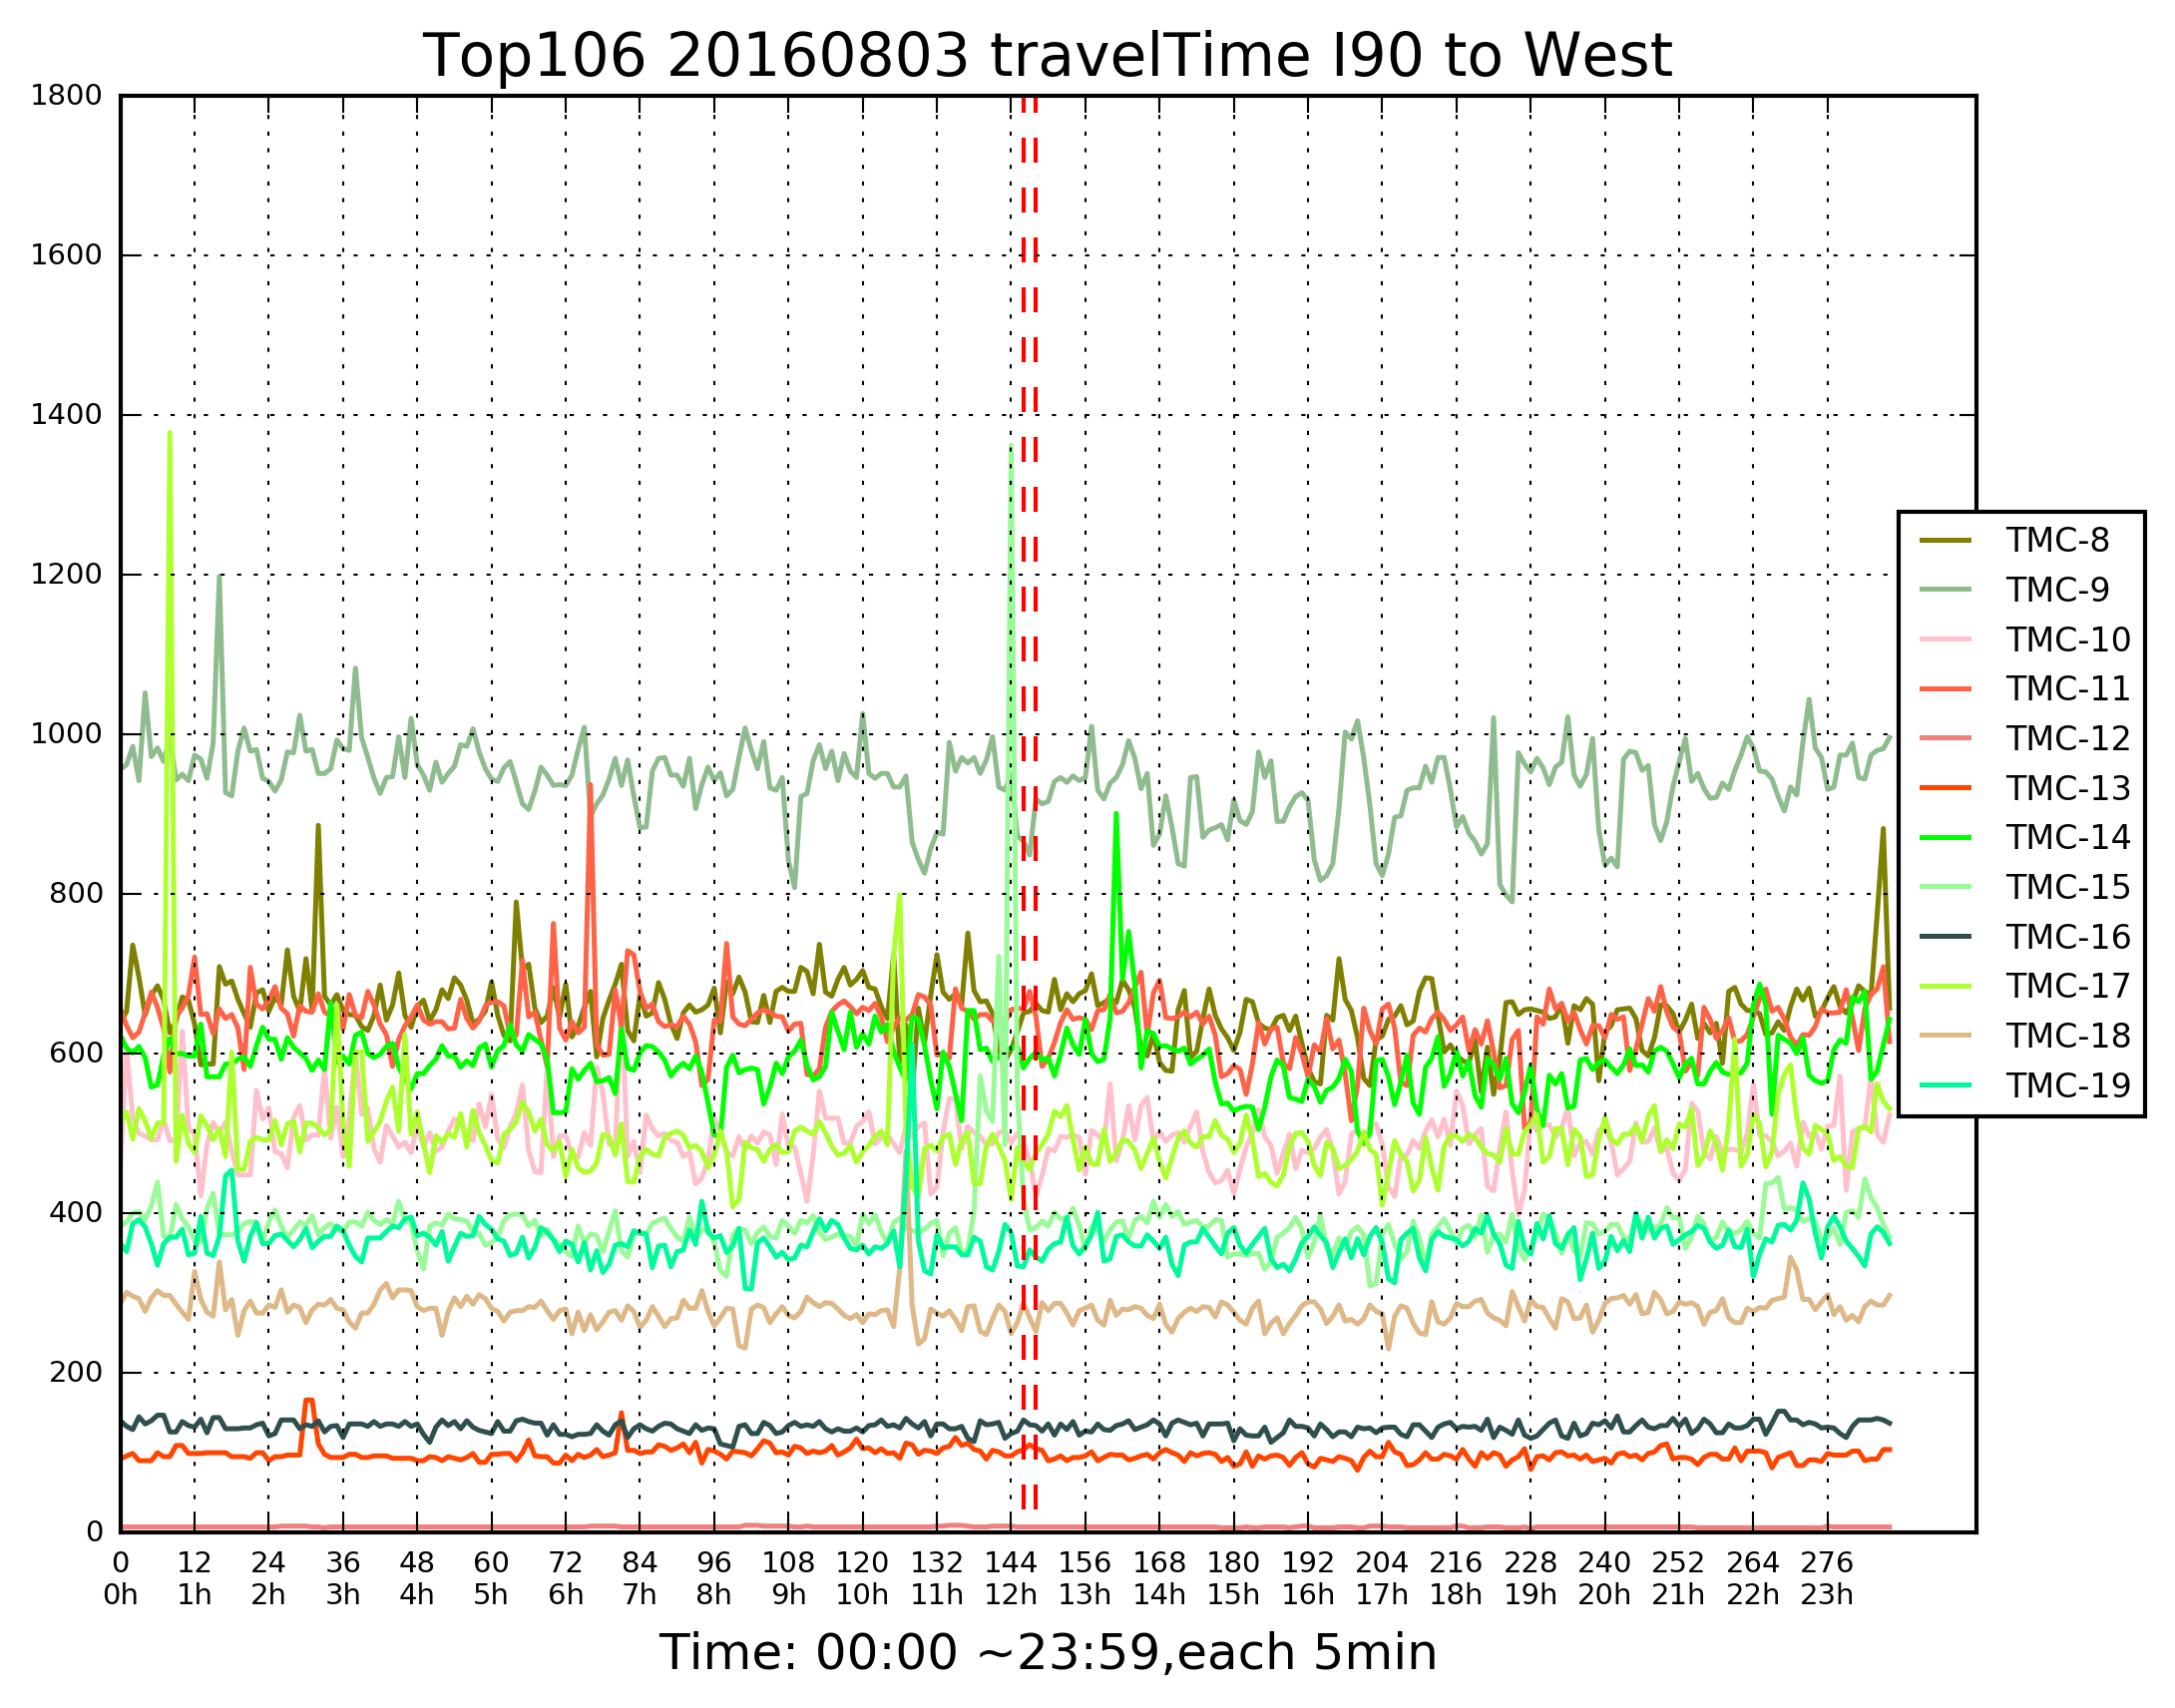 Top106 20160803 travelTime I90 to West
1800
1600
1400
1200
1000
800
600
400
200
0
0 12 24 36 48 60 72 84 96 108 120 132 144 156 168 180 192 204 216 228 240 252 264 276
0h 1h 2h 3h 4h 5h 6h 7h 8h 9h 10h 11h 12h 13h 14h 15h 16h 17h 18h 19h 20h 21h 22h 23h
Time: 00:00 ~23:59,each 5min
TMC-8
TMC-9
TMC-10
TMC-11
TMC-12
TMC-13
TMC-14
TMC-15
TMC-16
TMC-17
TMC-18
TMC-19